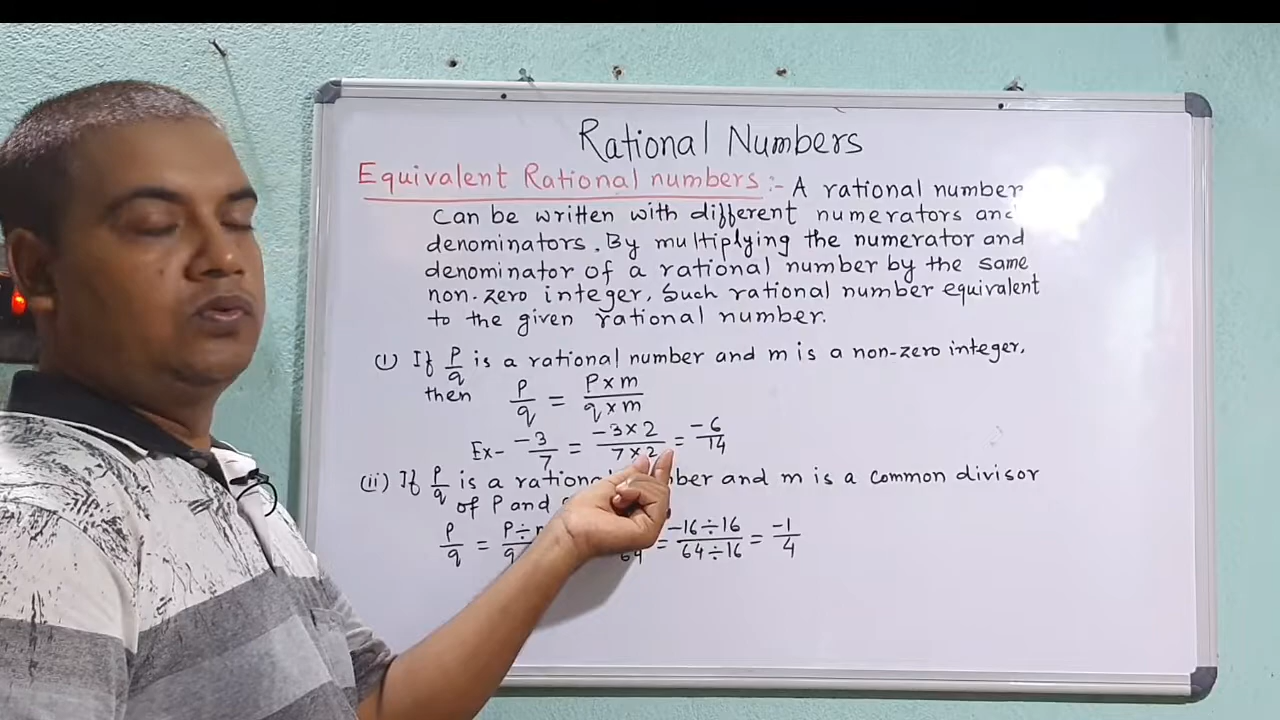 Rational Numbers
Equivalent Rational numbers :- A rational number
Can be written with different numerators and
denominators. By multiplying the numerator and
denominator of a rational number by the same
non-zero integer, Such rational number equivalent
to the given rational number.
(i) If p/q is a rational number and m is a non-zero integer,
then p/q = p×m/q×m
Ex- -3/7 = -3×2/7×2 = -6/14
(ii) If p/q is a rational and m is a common divisor
of P and
p/q = -16÷16/64÷16 = -1/4